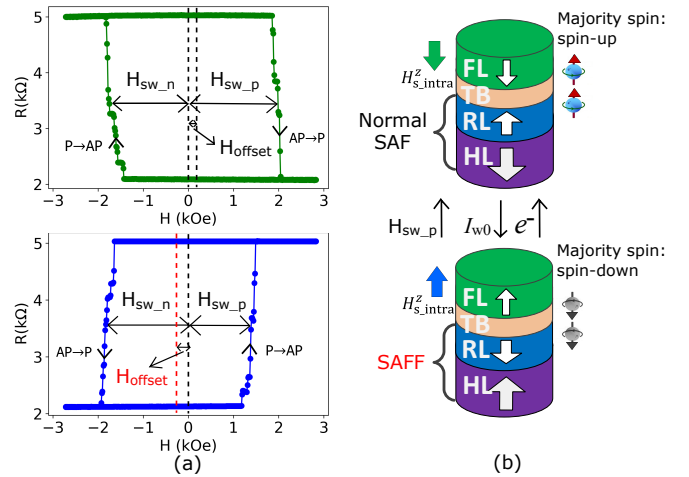 (a)
5
4
3
2
R(kΩ)
H_sw_n
H_sw_p
P→AP
H_offset
AP→P
−3 −2 −1 0 1 2 3
H (kOe)
5
4
3
2
R(kΩ)
H_sw_n
H_sw_p
AP→P
P→AP
H_offset
−3 −2 −1 0 1 2 3
H (kOe)
(a)
(b)
Majority spin:
spin-up
H^z_s_intra
FL
TB
RL
HL
Normal
SAF
H_sw_p
I_w0
e^-
Majority spin:
spin-down
H^z_s_intra
FL
TB
RL
HL
SAFF
(b)